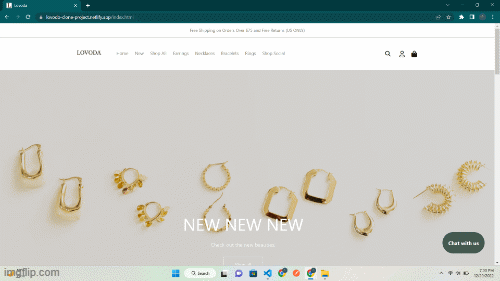 Lovoda
lovodo-clone-project.netlify.app/index.html
Free Shipping on Orders Over $75 and Free Returns (US ONLY)
LOVODA
Home New Shop All Earrings Necklaces Bracelets Rings Shop Social
NEW NEW NEW
Check out the new beauties!
Shop All
Chat with us
Search
imgflip.com